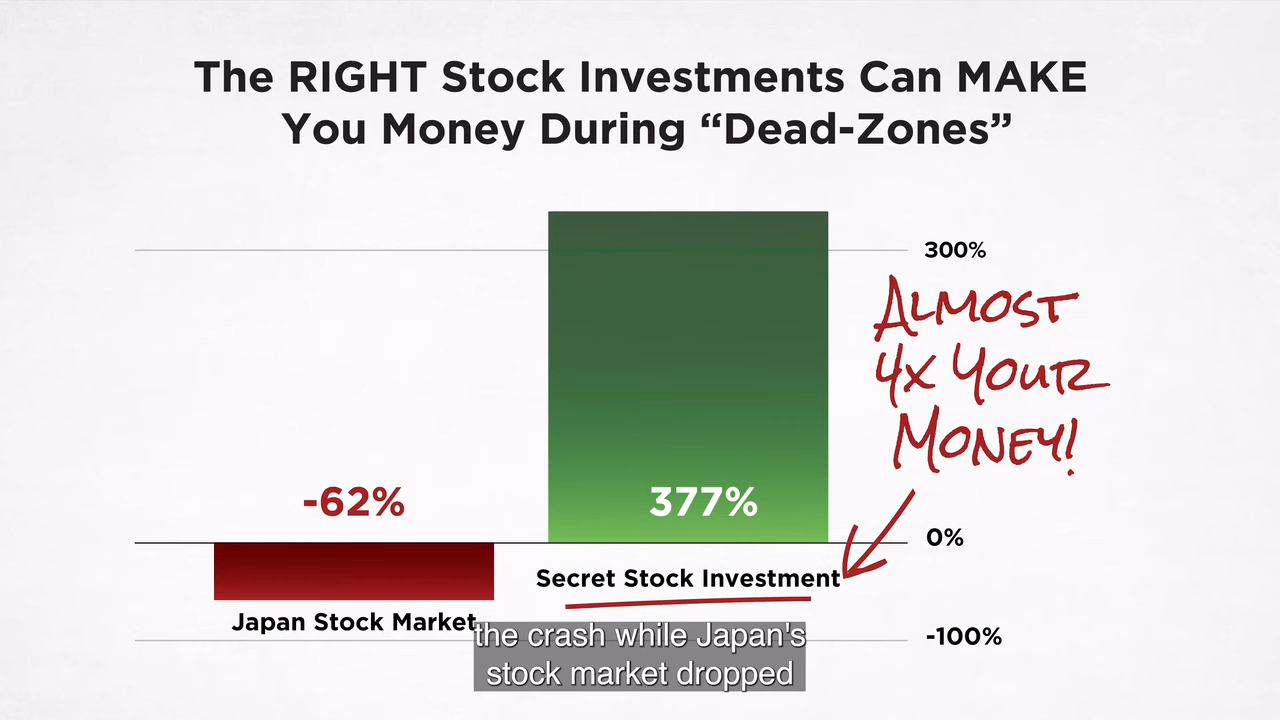 The RIGHT Stock Investments Can MAKE
You Money During “Dead-Zones”
300%
ALMOST
4X YOUR
MONEY!
-62%
377%
0%
Secret Stock Investment
Japan Stock Market
-100%
the crash while Japan's
stock market dropped